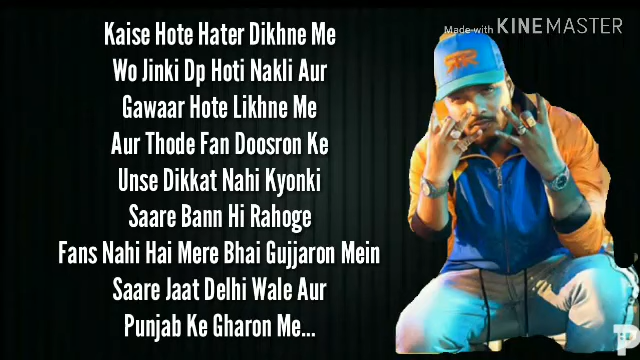 Made with KINEMASTER
Kaise Hote Hater Dikhne Me
Wo Jinki Dp Hoti Nakli Aur
Gawaar Hote Likhne Me
Aur Thode Fan Doosron Ke
Unse Dikkat Nahi Kyonki
Saare Bann Hi Rahoge
Fans Nahi Hai Mere Bhai Gujjaron Mein
Saare Jaat Delhi Wale Aur
Punjab Ke Gharon Me...